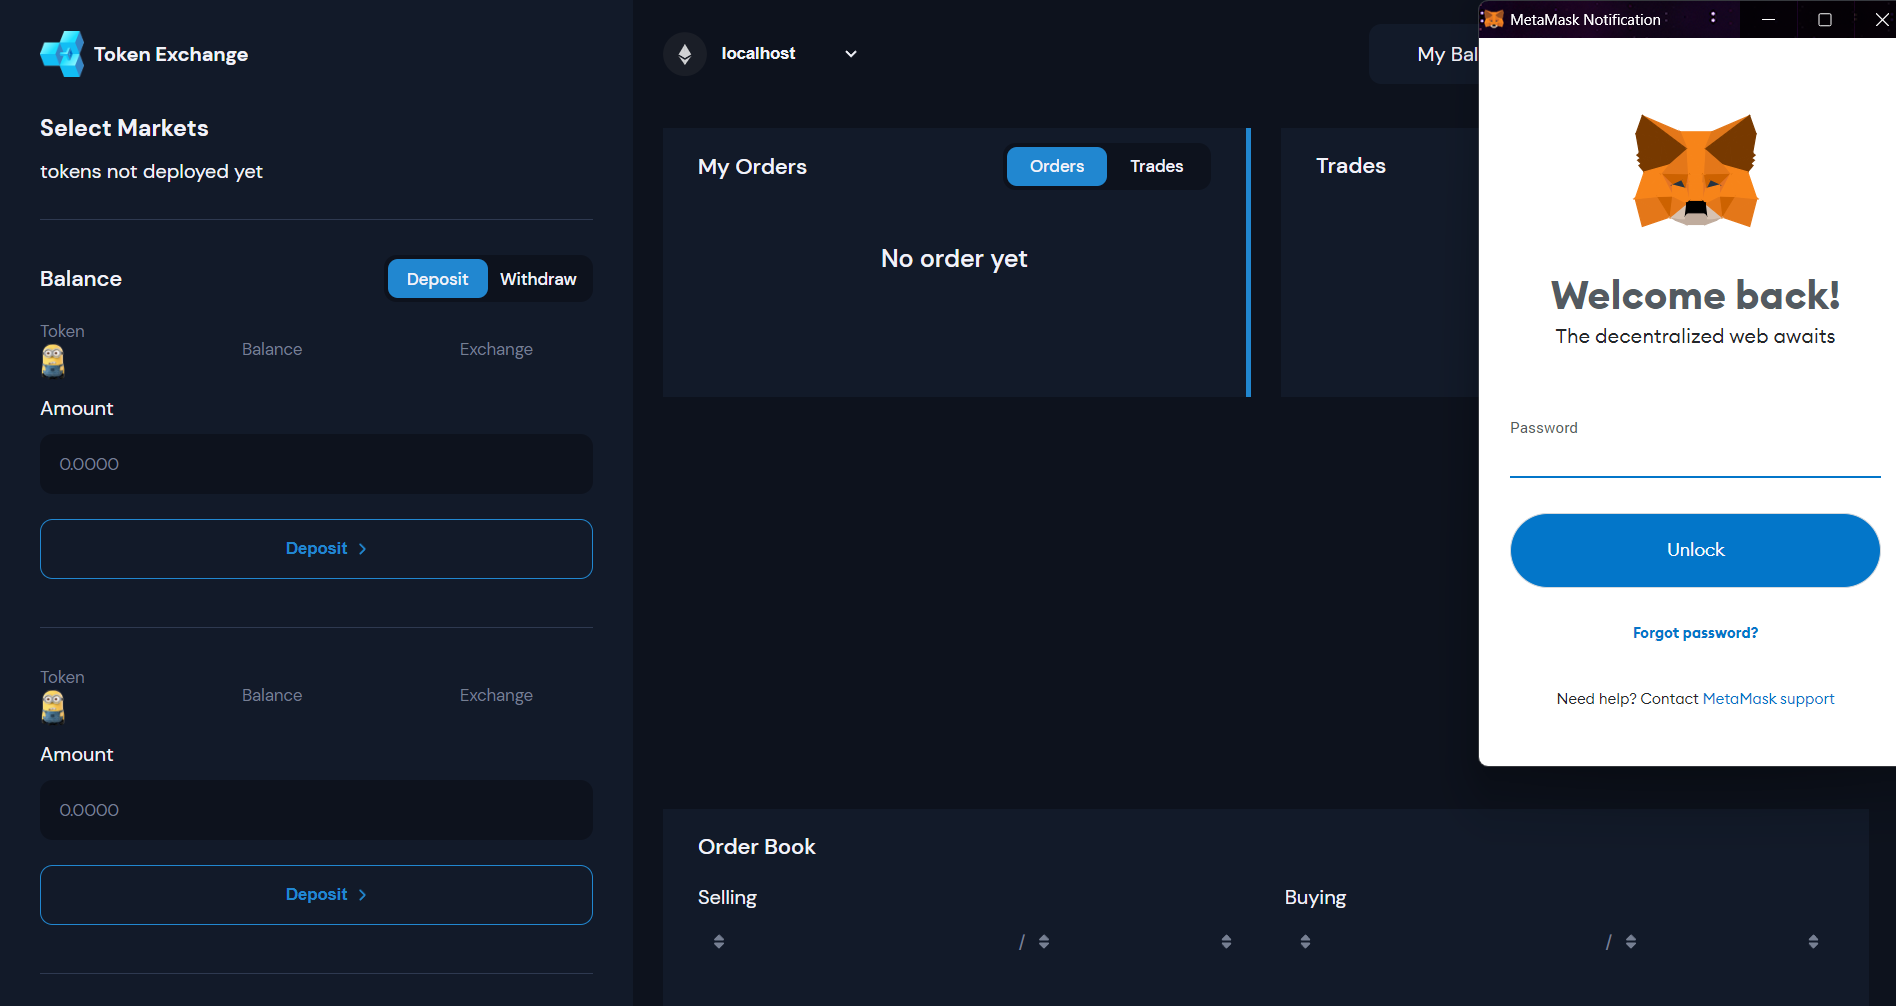 Token Exchange
Select Markets
tokens not deployed yet
Balance
Deposit
Withdraw
Token
Balance
Exchange
Amount
0.0000
Deposit
Token
Balance
Exchange
Amount
0.0000
Deposit
localhost
My Bal
My Orders
Orders
Trades
No order yet
Trades
Order Book
Selling
/
Buying
/
MetaMask Notification
Welcome back!
The decentralized web awaits
Password
Unlock
Forgot password?
Need help? Contact MetaMask support